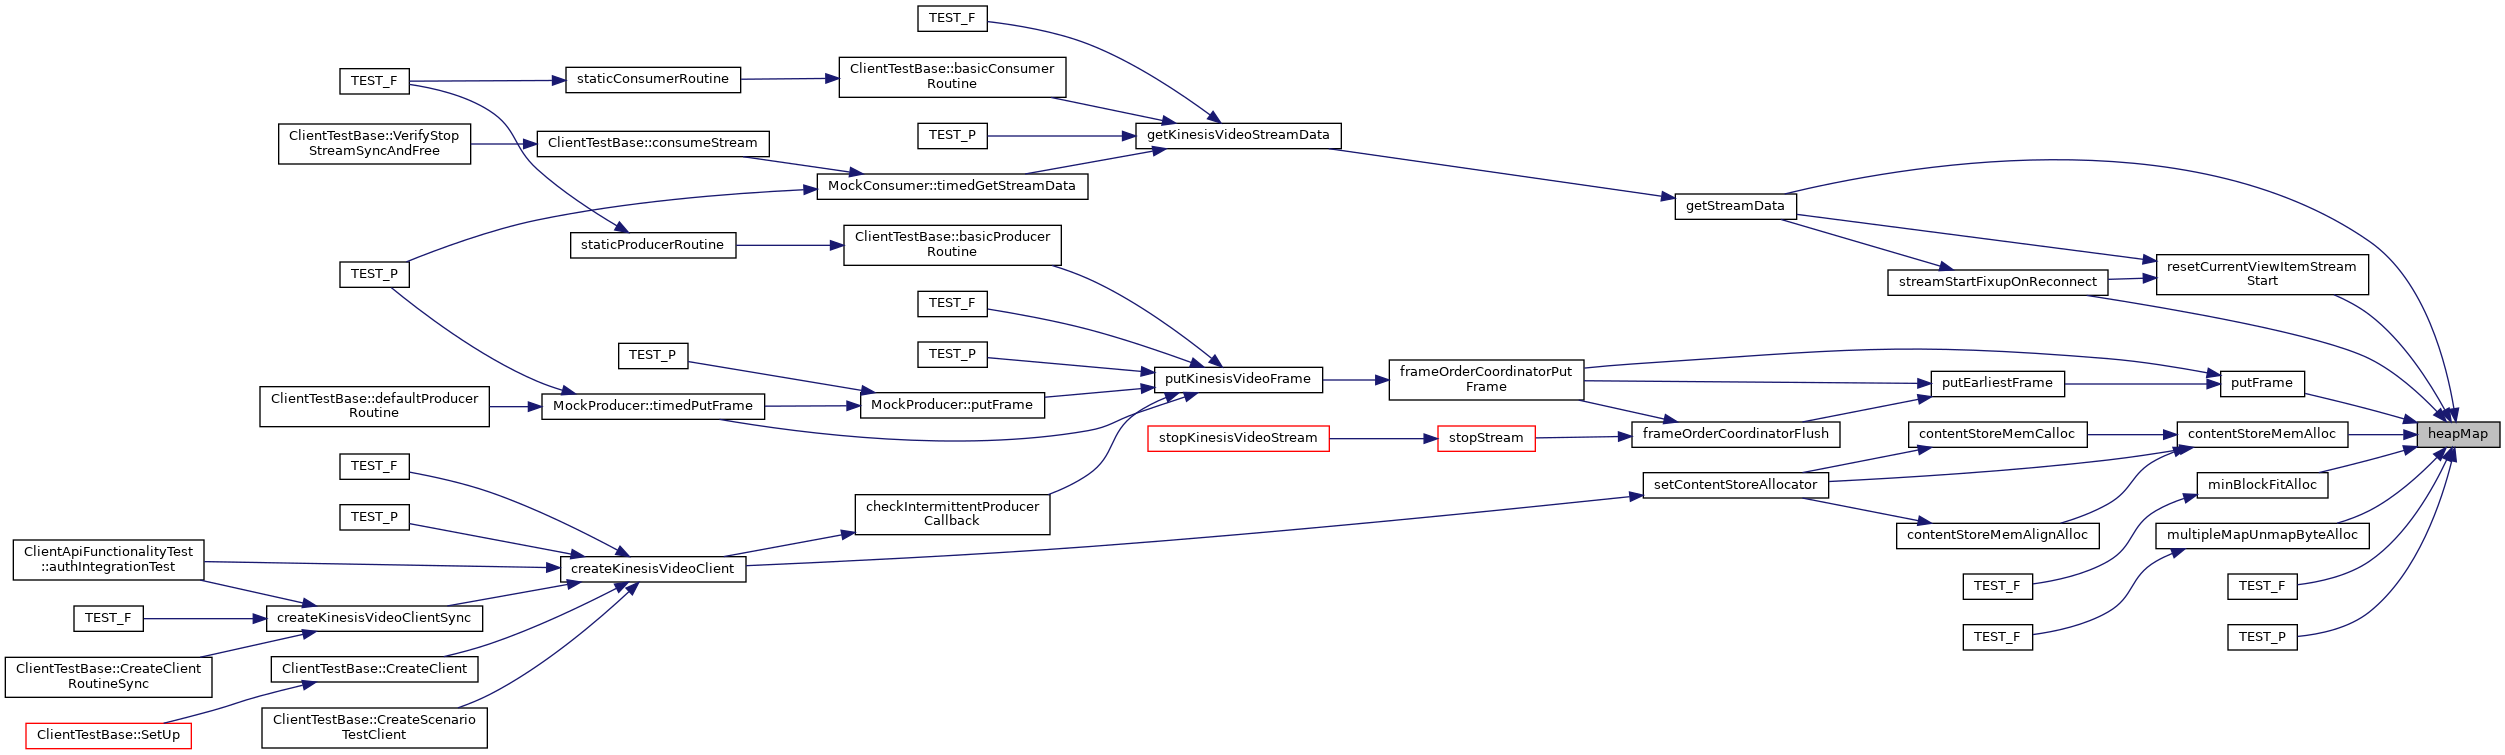 TEST_F
ClientTestBase::basicConsumer
Routine
staticConsumerRoutine
TEST_F
TEST_P
getKinesisVideoStreamData
ClientTestBase::VerifyStop
StreamSyncAndFree
ClientTestBase::consumeStream
MockConsumer::timedGetStreamData
getStreamData
staticProducerRoutine
ClientTestBase::basicProducer
Routine
TEST_P
resetCurrentViewItemStream
Start
streamStartFixupOnReconnect
TEST_F
TEST_P
TEST_P
frameOrderCoordinatorPut
Frame
putKinesisVideoFrame
putEarliestFrame
putFrame
ClientTestBase::defaultProducer
Routine
MockProducer::timedPutFrame
MockProducer::putFrame
stopKinesisVideoStream
stopStream
frameOrderCoordinatorFlush
contentStoreMemCalloc
contentStoreMemAlloc
heapMap
TEST_F
setContentStoreAllocator
minBlockFitAlloc
TEST_P
checkIntermittentProducer
Callback
contentStoreMemAlignAlloc
multipleMapUnmapByteAlloc
ClientApiFunctionalityTest
::authIntegrationTest
createKinesisVideoClient
TEST_F
TEST_F
TEST_F
createKinesisVideoClientSync
TEST_F
TEST_P
ClientTestBase::CreateClient
RoutineSync
ClientTestBase::CreateClient
ClientTestBase::SetUp
ClientTestBase::CreateScenario
TestClient